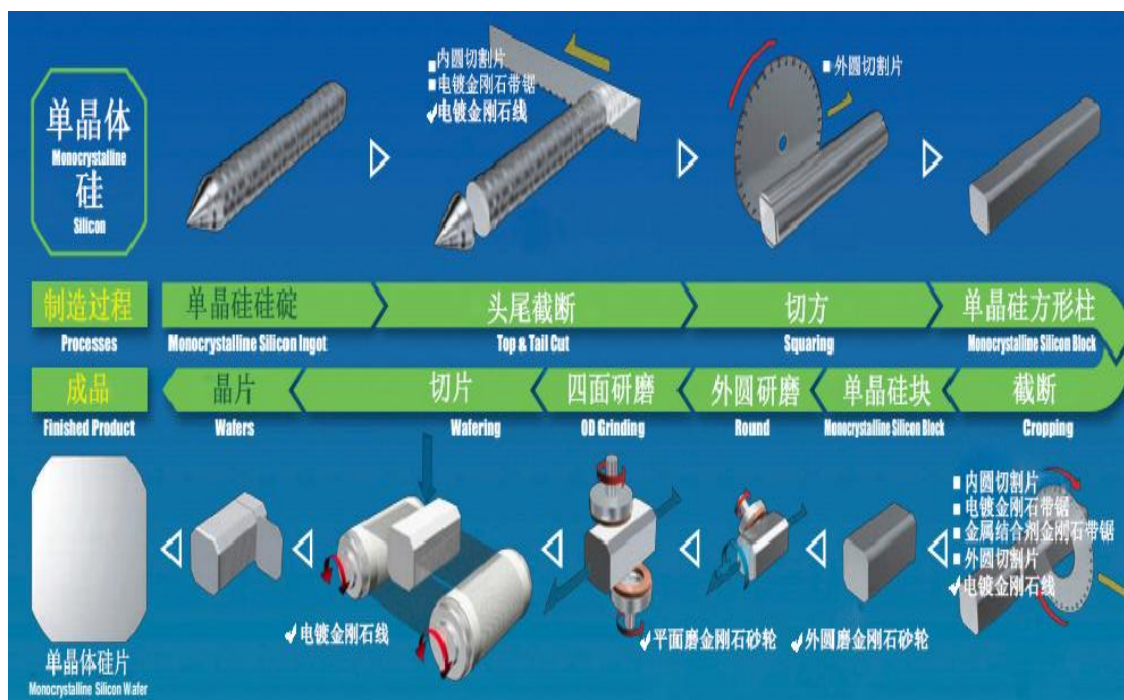 单晶体
Monocrystalline
硅
Silicon
■内圆切割片
■电镀金刚石带锯
✓电镀金刚石线
■外圆切割片
制造过程
Processes
单晶硅硅碇
Monocrystalline Silicon Ingot
头尾截断
Top & Tail Cut
切方
Squaring
单晶硅方形柱
Monocrystalline Silicon Block
成品
Finished Product
晶片
Wafers
切片
Wafering
四面研磨
OD Grinding
外圆研磨
Round
单晶硅块
Monocrystalline Silicon Block
截断
Cropping
■内圆切割片
■电镀金刚石带锯
■金属结合剂金刚石带锯
■外圆切割片
✓电镀金刚石线
✓电镀金刚石线
✓平面磨金刚石砂轮
✓外圆磨金刚石砂轮
单晶体硅片
Monocrystalline Silicon Wafer